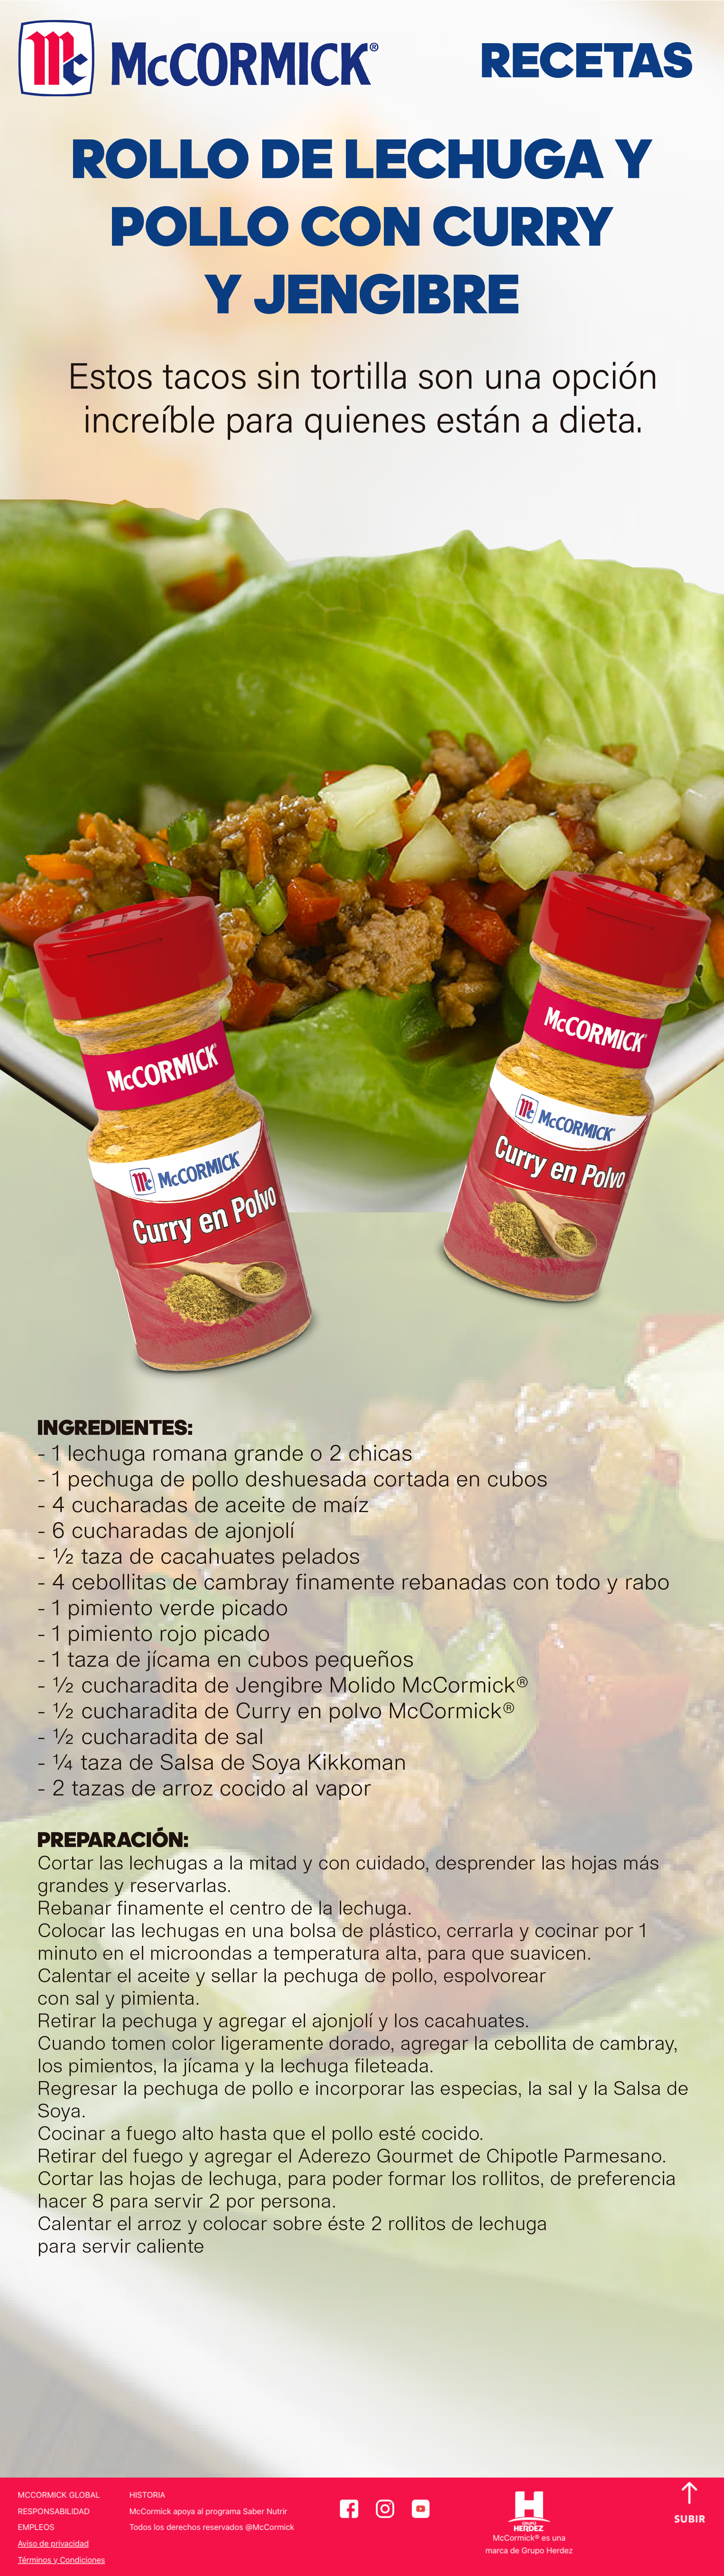 Mc McCORMICK®
RECETAS
ROLLO DE LECHUGA Y
POLLO CON CURRY
Y JENGIBRE
Estos tacos sin tortilla son una opción
increíble para quienes están a dieta.
McCORMICK®
Mc McCORMICK®
Curry en Polvo
McCORMICK®
Mc McCORMICK®
Curry en Polvo
INGREDIENTES:
- 1 lechuga romana grande o 2 chicas
- 1 pechuga de pollo deshuesada cortada en cubos
- 4 cucharadas de aceite de maíz
- 6 cucharadas de ajonjolí
- ½ taza de cacahuates pelados
- 4 cebollitas de cambray finamente rebanadas con todo y rabo
- 1 pimiento verde picado
- 1 pimiento rojo picado
- 1 taza de jícama en cubos pequeños
- ½ cucharadita de Jengibre Molido McCormick®
- ½ cucharadita de Curry en polvo McCormick®
- ½ cucharadita de sal
- ¼ taza de Salsa de Soya Kikkoman
- 2 tazas de arroz cocido al vapor
PREPARACIÓN:
Cortar las lechugas a la mitad y con cuidado, desprender las hojas más
grandes y reservarlas.
Rebanar finamente el centro de la lechuga.
Colocar las lechugas en una bolsa de plástico, cerrarla y cocinar por 1
minuto en el microondas a temperatura alta, para que suavicen.
Calentar el aceite y sellar la pechuga de pollo, espolvorear
con sal y pimienta.
Retirar la pechuga y agregar el ajonjolí y los cacahuates.
Cuando tomen color ligeramente dorado, agregar la cebollita de cambray,
los pimientos, la jícama y la lechuga fileteada.
Regresar la pechuga de pollo e incorporar las especias, la sal y la Salsa de
Soya.
Cocinar a fuego alto hasta que el pollo esté cocido.
Retirar del fuego y agregar el Aderezo Gourmet de Chipotle Parmesano.
Cortar las hojas de lechuga, para poder formar los rollitos, de preferencia
hacer 8 para servir 2 por persona.
Calentar el arroz y colocar sobre éste 2 rollitos de lechuga
para servir caliente
MCCORMICK GLOBAL
RESPONSABILIDAD
EMPLEOS
Aviso de privacidad
Términos y Condiciones
HISTORIA
McCormick apoya al programa Saber Nutrir
Todos los derechos reservados @McCormick
H
GRUPO
HERDEZ
McCormick® es una
marca de Grupo Herdez
SUBIR